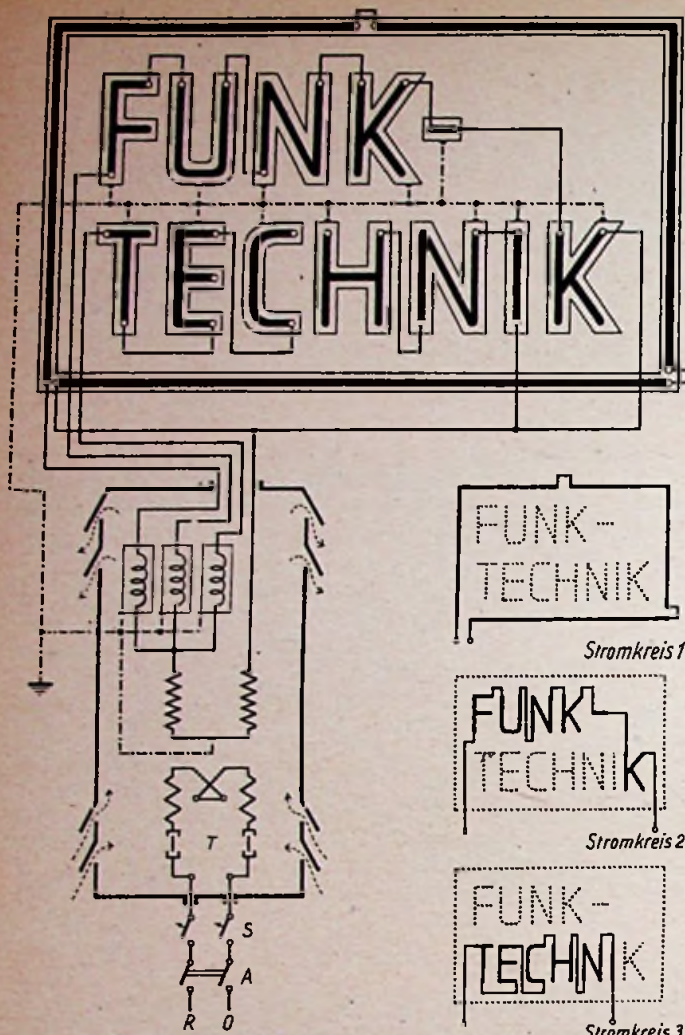 FUNK
TECHNIK
FUNK-
TECHNIK
Stromkreis 1
FUNK-
TECHNIK
Stromkreis 2
FUNK-
TECHNIK
Stromkreis 3
T
S
A
R O